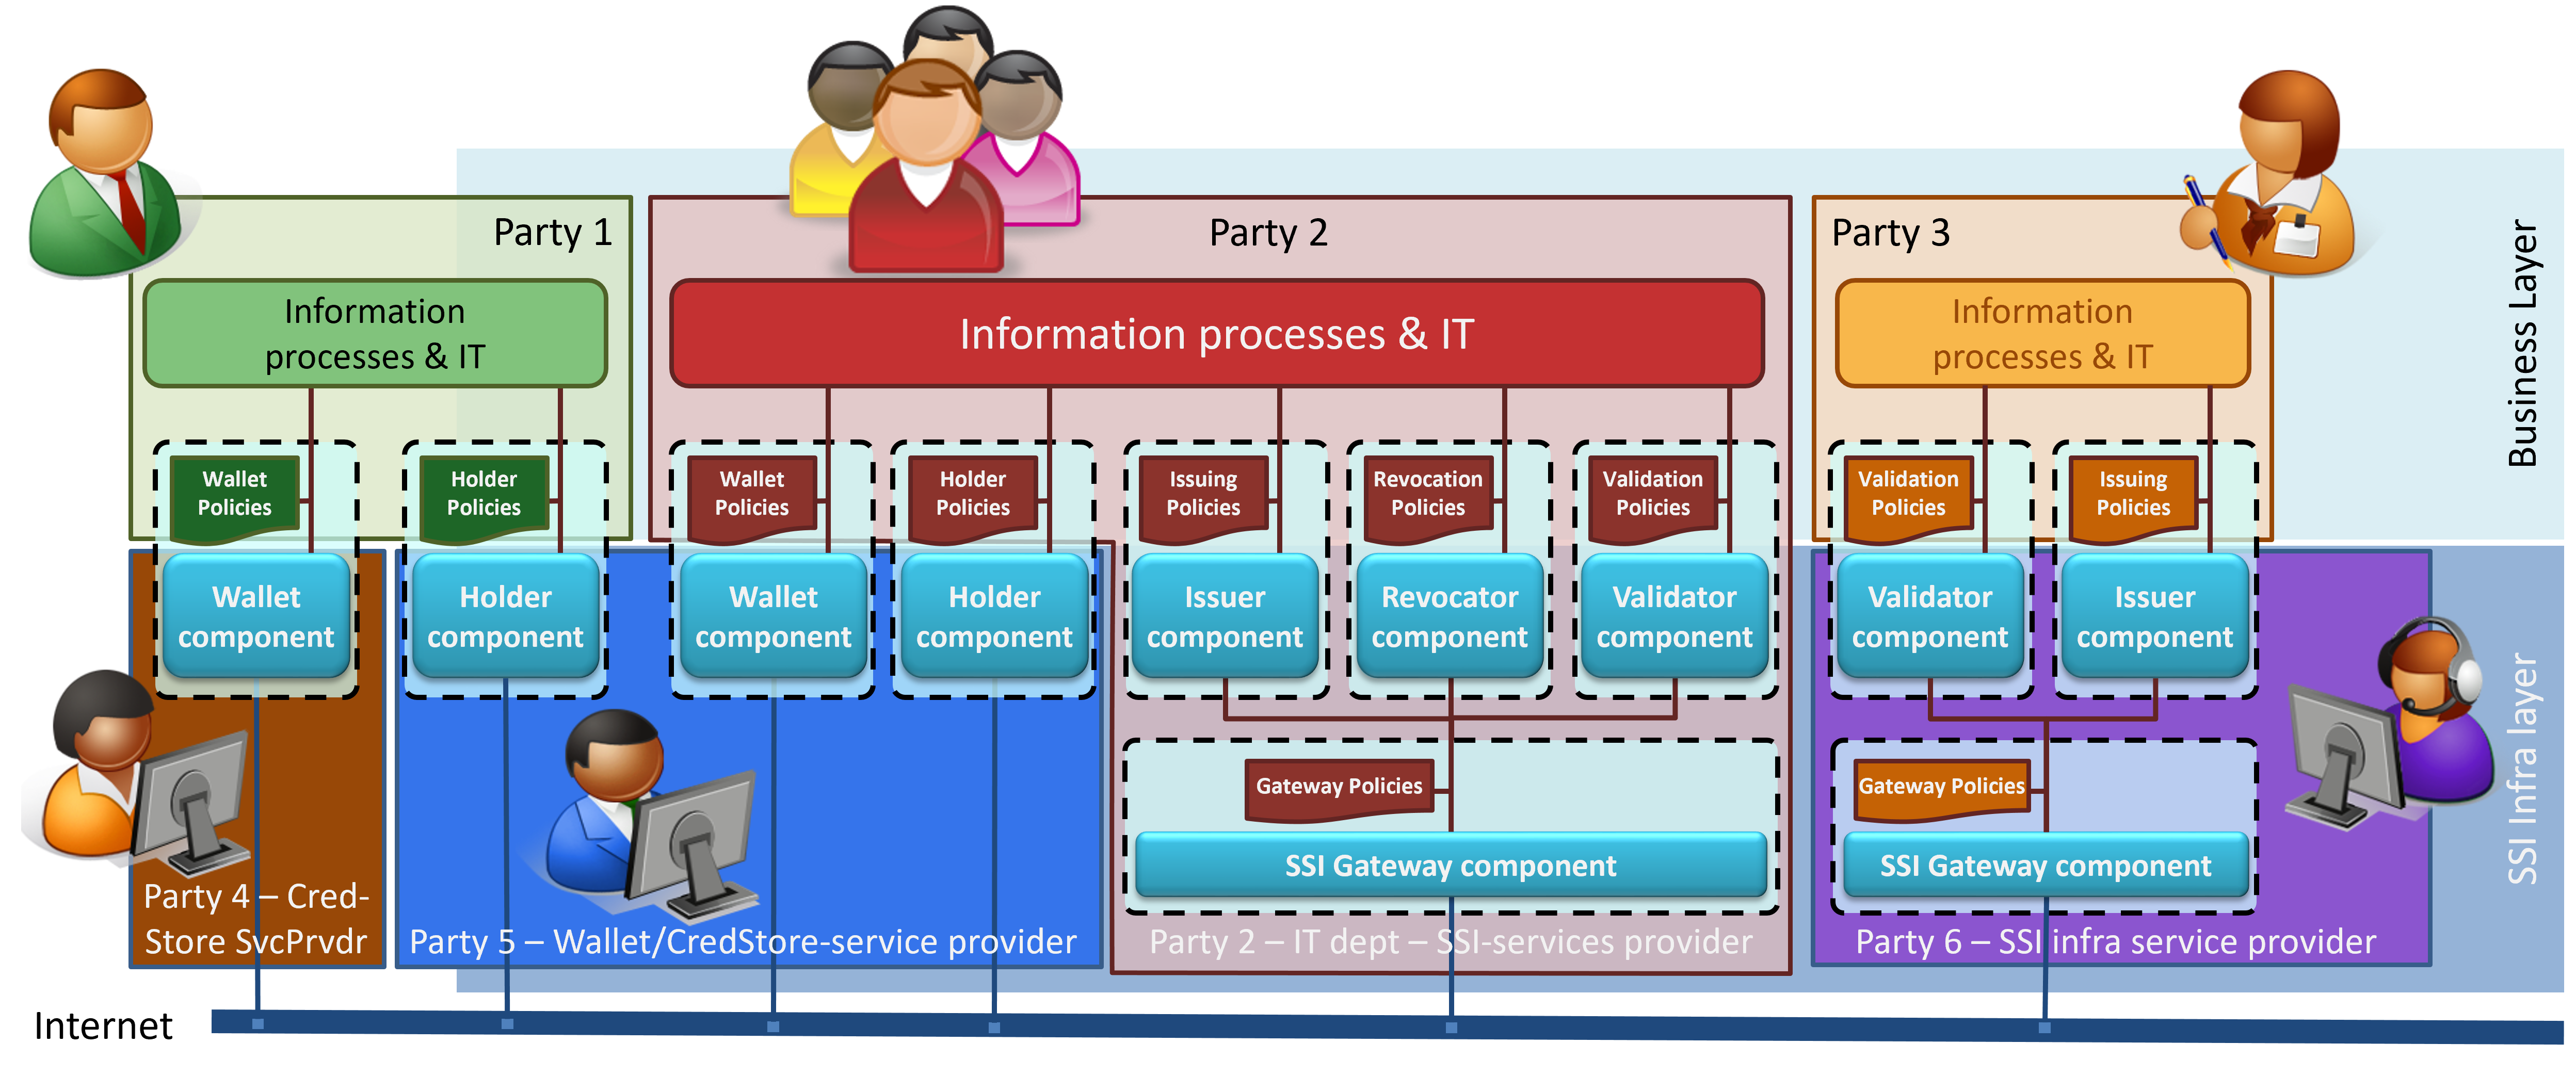 Party 1
Party 2
Party 3
Business Layer
Information
processes & IT
Information processes & IT
Information
processes & IT
Wallet
Policies
Holder
Policies
Wallet
Policies
Holder
Policies
Issuing
Policies
Revocation
Policies
Validation
Policies
Validation
Policies
Issuing
Policies
Wallet
component
Holder
component
Wallet
component
Holder
component
Issuer
component
Revocator
component
Validator
component
Validator
component
Issuer
component
SSI Infra layer
Gateway Policies
Gateway Policies
SSI Gateway component
SSI Gateway component
Party 4 – Cred-
Store SvcPrvdr
Party 5 – Wallet/CredStore-service provider
Party 2 – IT dept – SSI-services provider
Party 6 – SSI infra service provider
Internet